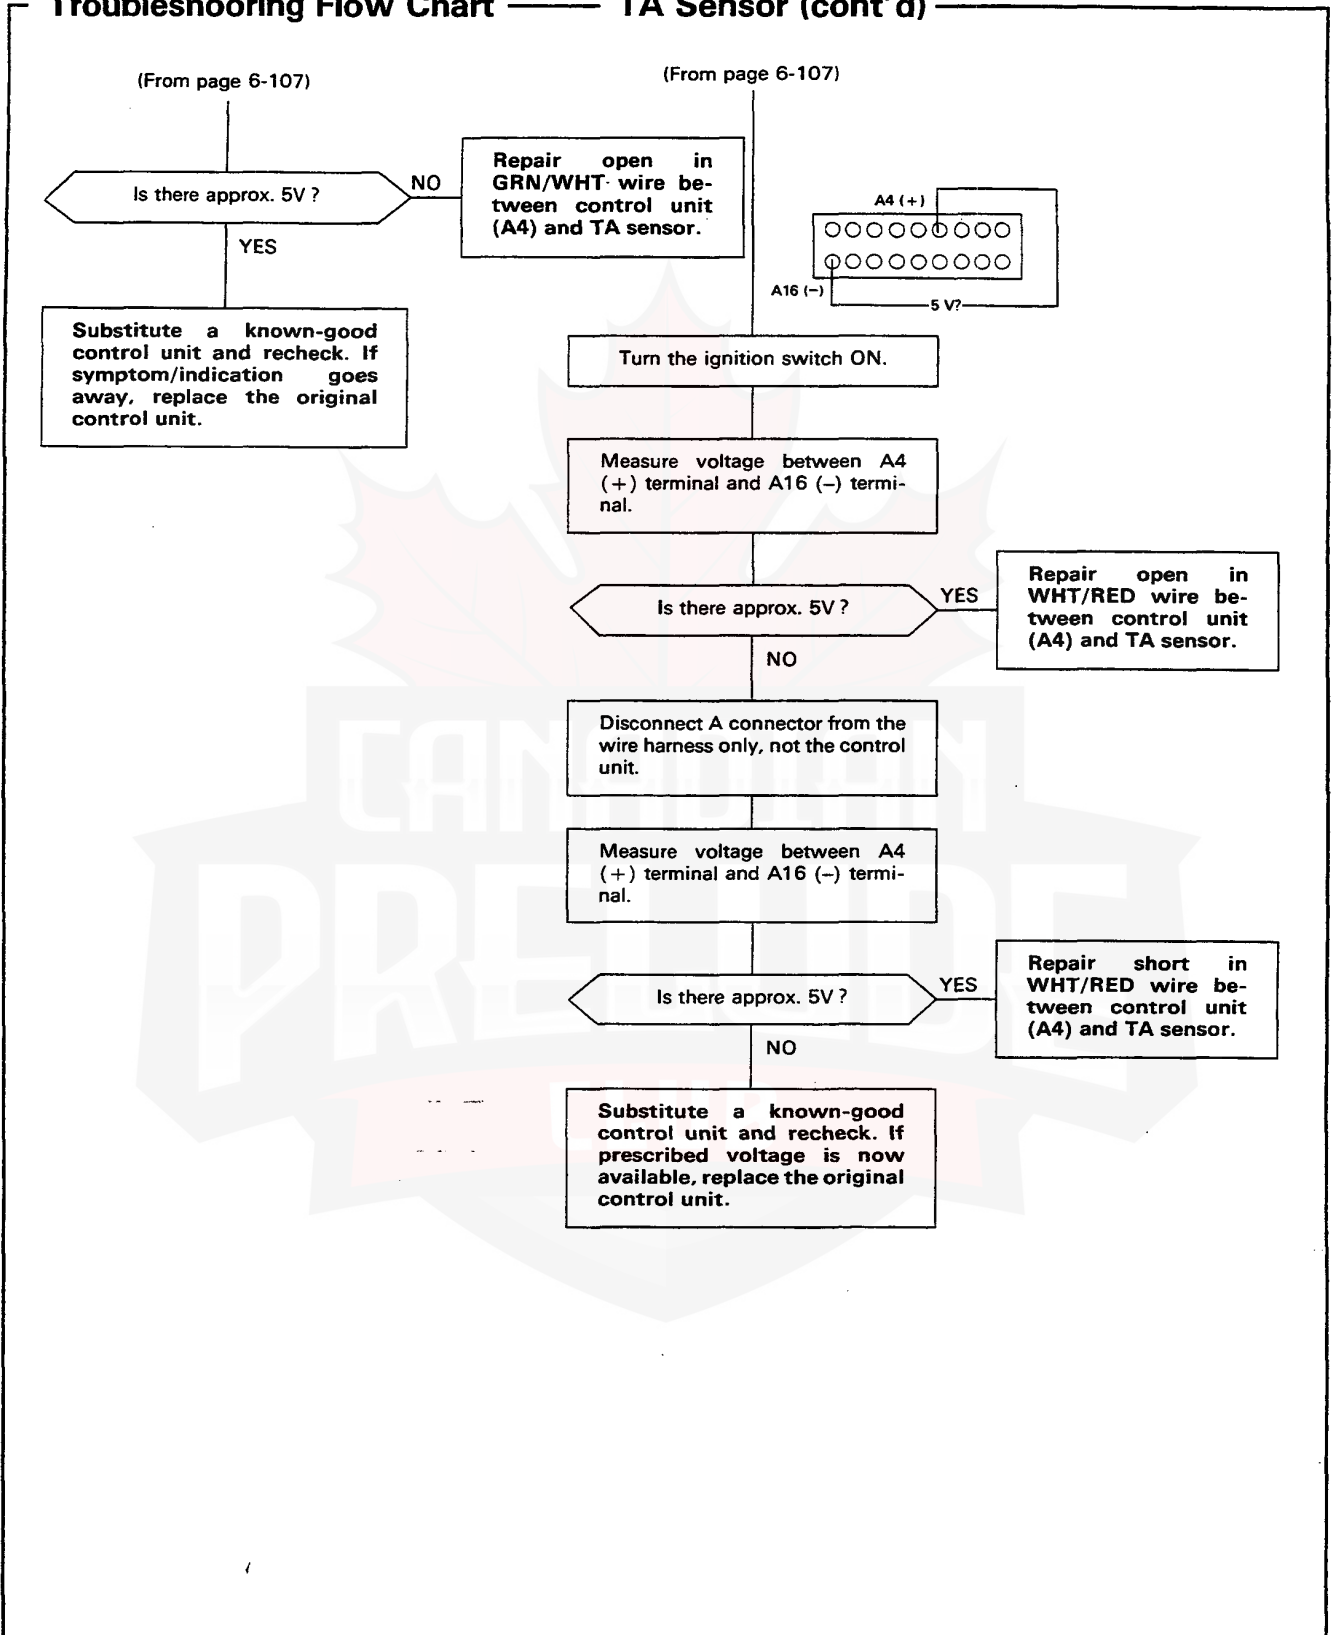 Troubleshooting Flow Chart — TA Sensor (cont'd)
(From page 6-107)
Is there approx. 5V ?
NO
Repair open in
GRN/WHT wire be-
tween control unit
(A4) and TA sensor.
YES
Substitute a known-good
control unit and recheck. If
symptom/indication goes
away, replace the original
control unit.
(From page 6-107)
A4 (+)
A16 (–)
5 V?
Turn the ignition switch ON.
Measure voltage between A4
(+) terminal and A16 (–) termi-
nal.
Is there approx. 5V ?
YES
Repair open in
WHT/RED wire be-
tween control unit
(A4) and TA sensor.
NO
Disconnect A connector from the
wire harness only, not the control
unit.
Measure voltage between A4
(+) terminal and A16 (–) termi-
nal.
Is there approx. 5V ?
YES
Repair short in
WHT/RED wire be-
tween control unit
(A4) and TA sensor.
NO
Substitute a known-good
control unit and recheck. If
prescribed voltage is now
available, replace the original
control unit.
CANADIAN
PRELUDE
CLUB